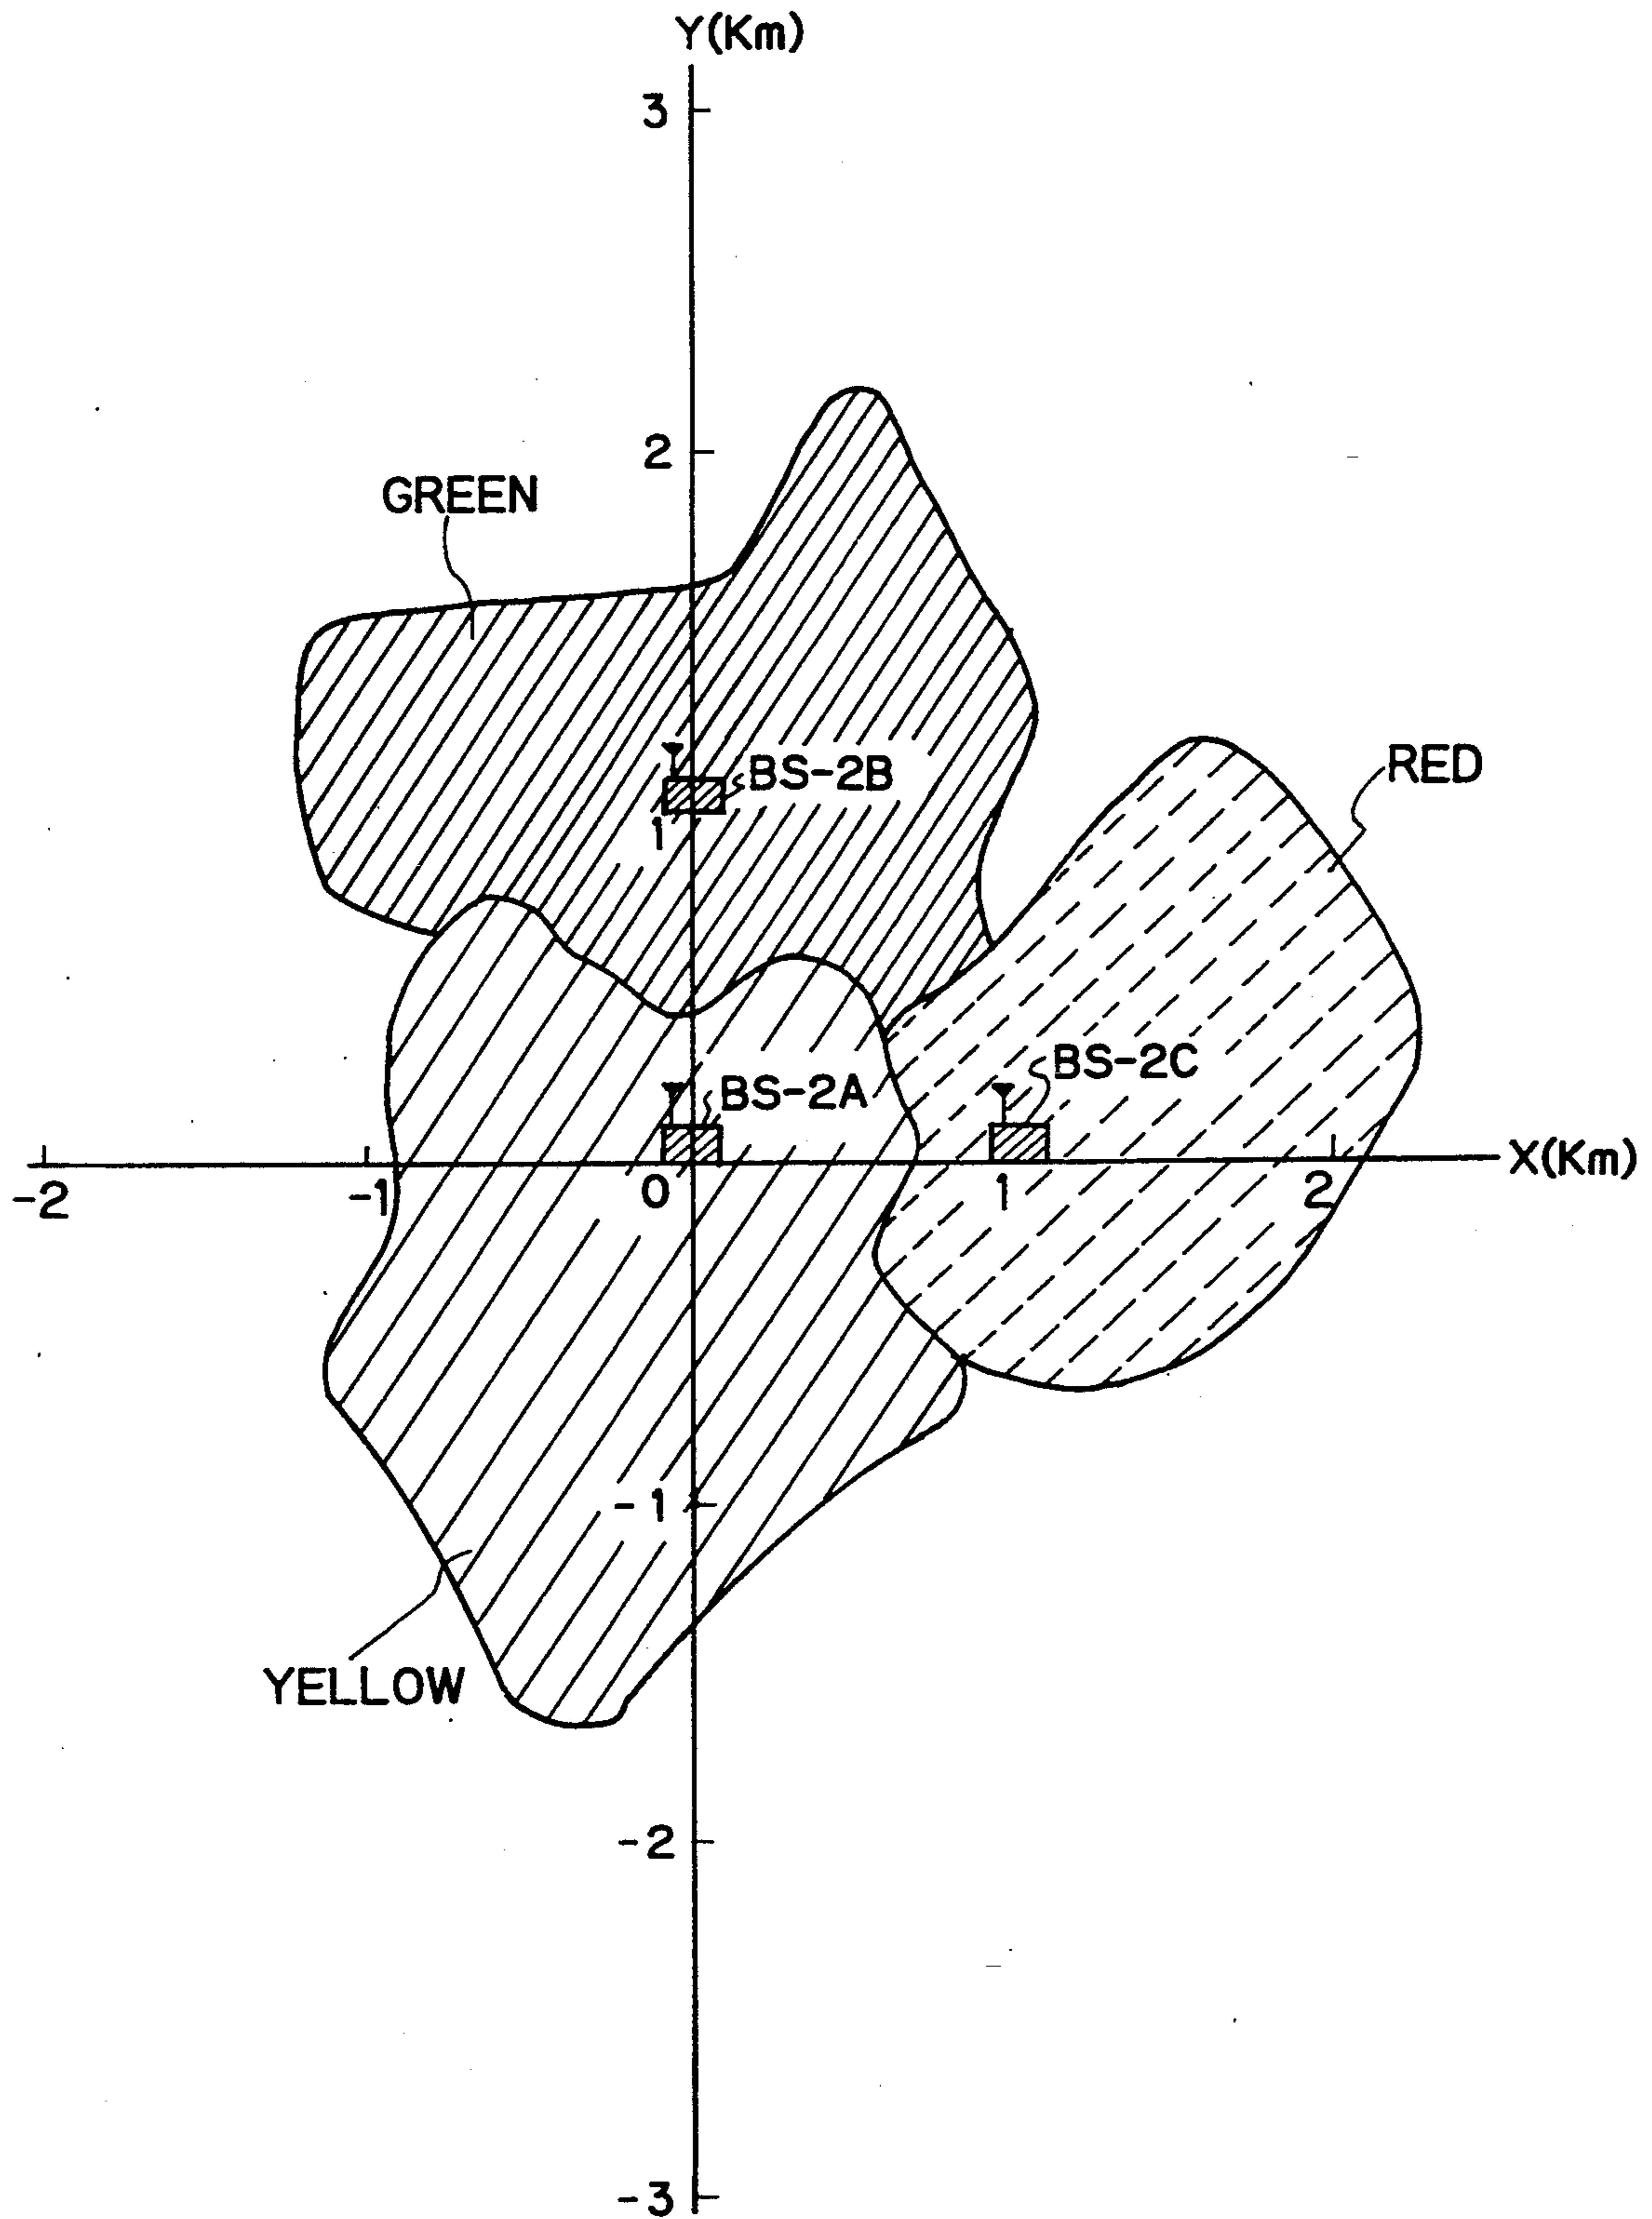 Y(Km)
3
2
GREEN
BS-2B
RED
1
BS-2C
BS-2A
X(Km)
-2
-1
0
1
2
-1
YELLOW
-2
-3